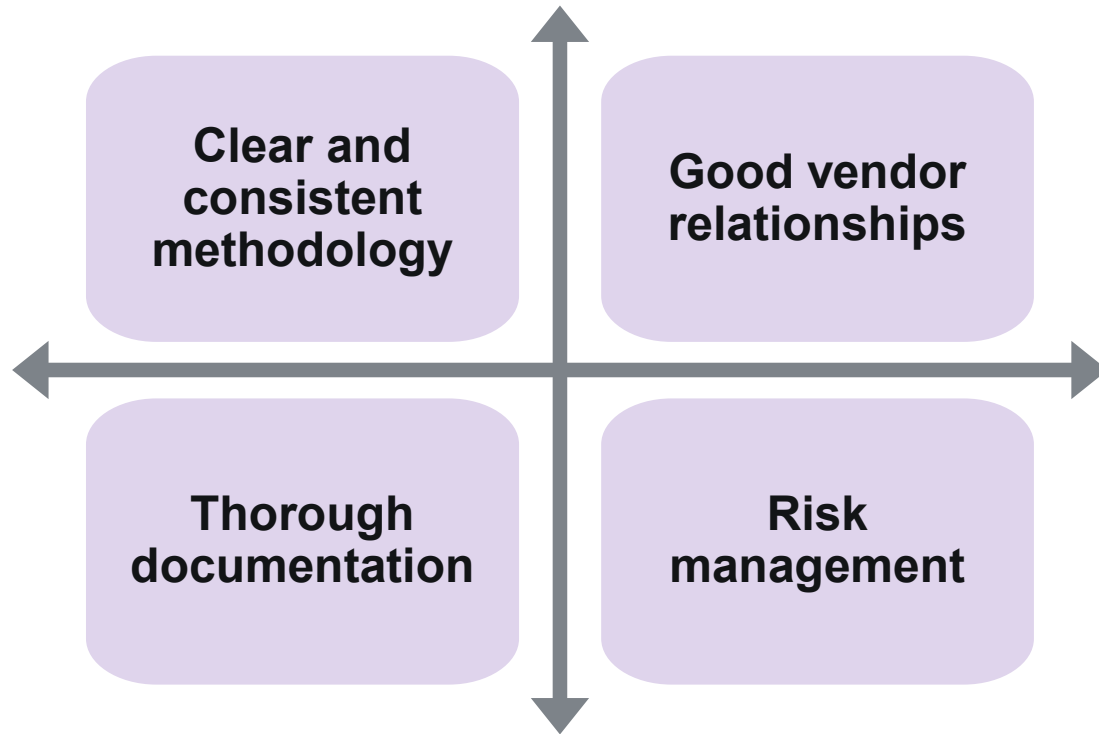 Clear and
consistent
methodology
Good vendor
relationships
Thorough
documentation
Risk
management